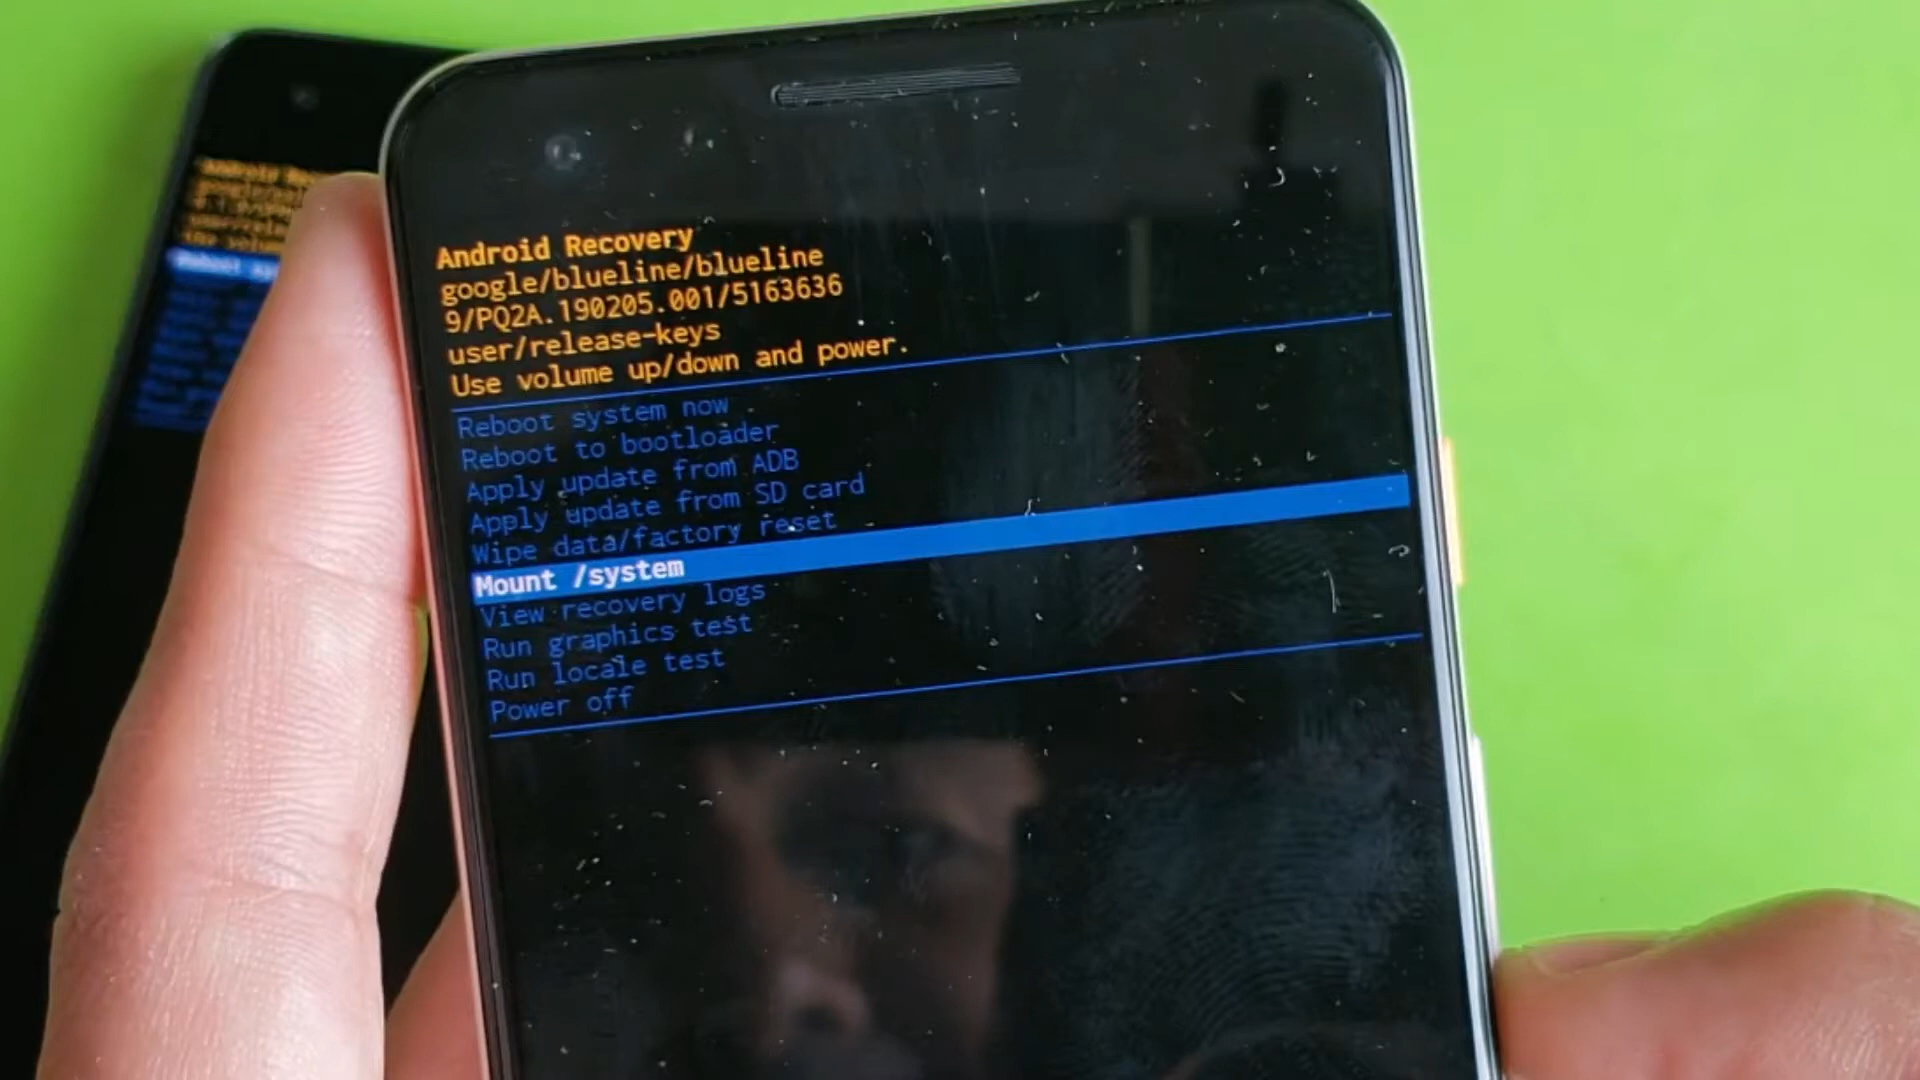 Android Recovery
google/blueline/blueline
9/PQ2A.190205.001/5163636
user/release-keys
Use volume up/down and power.
Reboot system now
Reboot to bootloader
Apply update from ADB
Apply update from SD card
Wipe data/factory reset
Mount /system
View recovery logs
Run graphics test
Run locale test
Power off